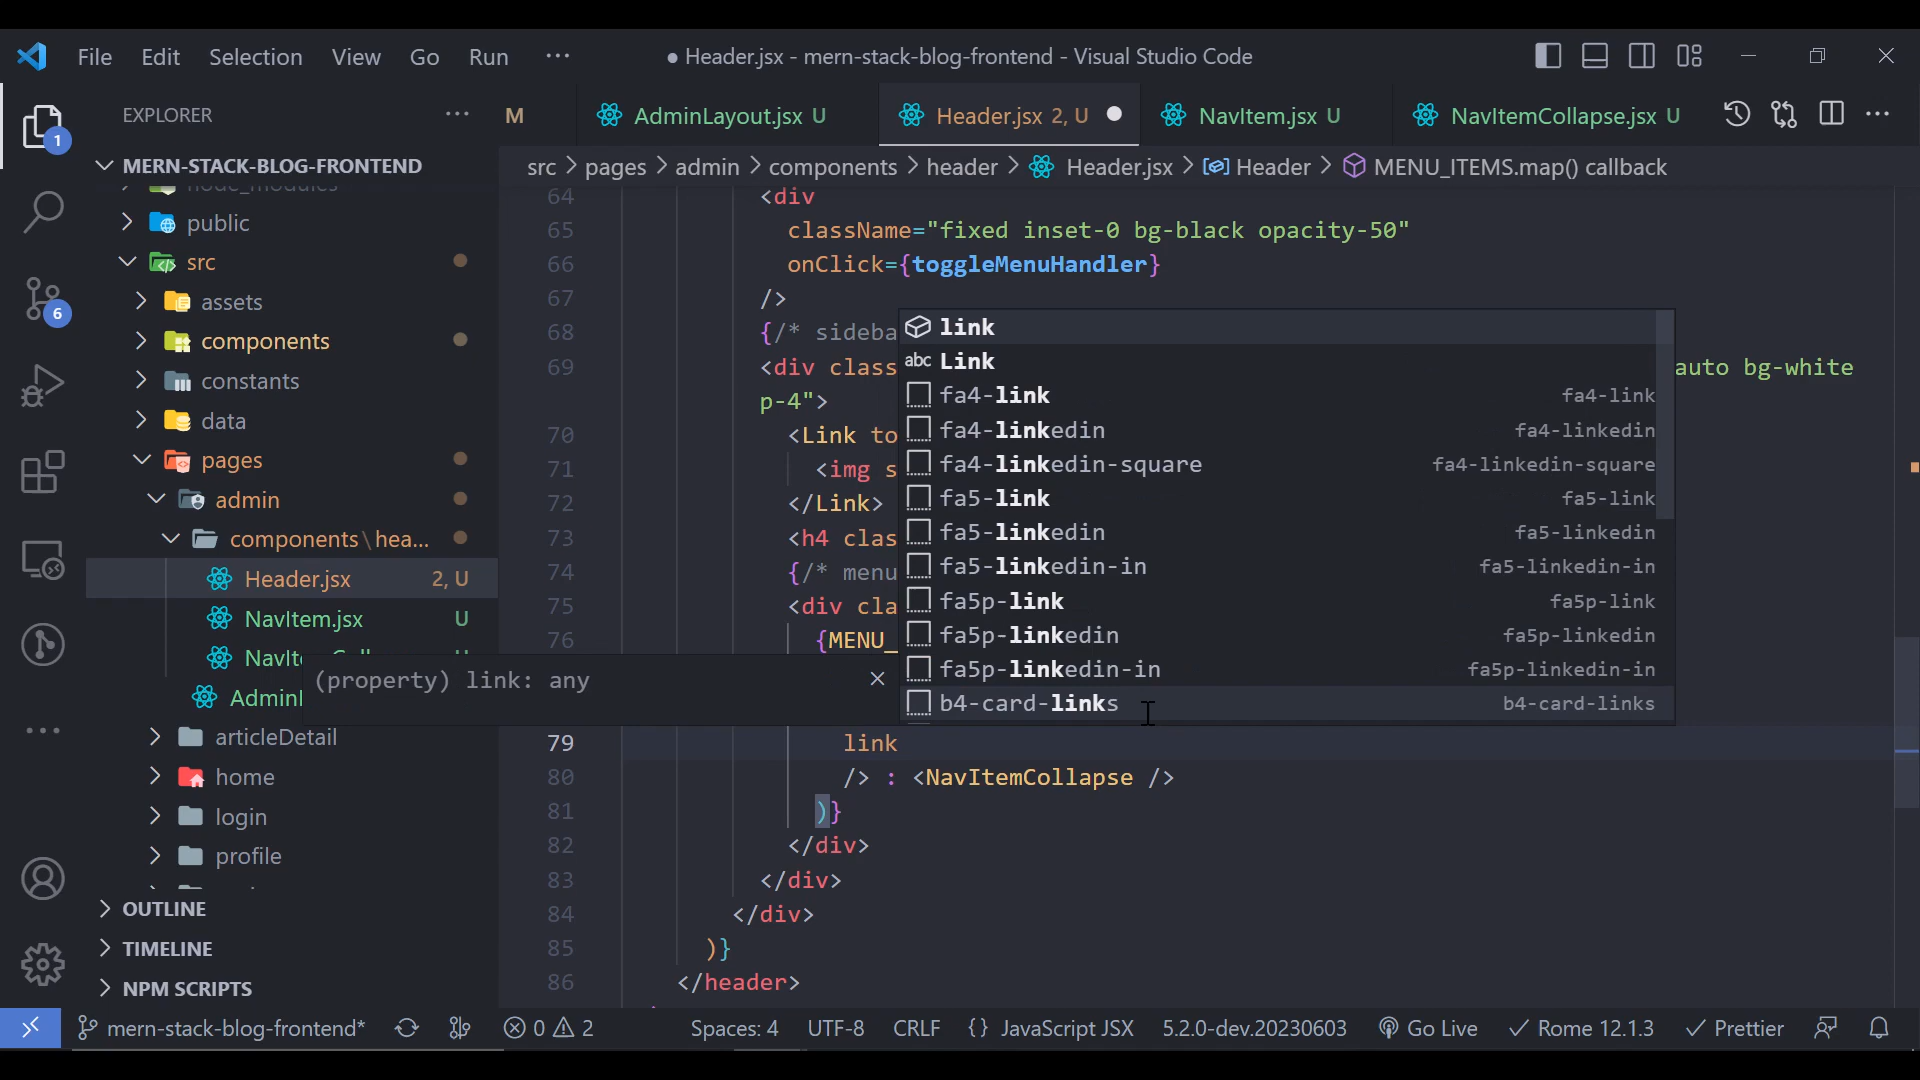 File Edit Selection View Go Run ···
● Header.jsx - mern-stack-blog-frontend - Visual Studio Code
EXPLORER ···
M AdminLayout.jsx U Header.jsx 2, U ● NavItem.jsx U NavItemCollapse.jsx U ···
MERN-STACK-BLOG-FRONTEND
src > pages > admin > components > header > Header.jsx > Header > MENU_ITEMS.map() callback
node_modules
public
src
assets
components
constants
data
pages
admin
components\hea...
Header.jsx 2, U
NavItem.jsx U
NavIte
AdminL
articleDetail
home
login
profile
OUTLINE
TIMELINE
NPM SCRIPTS
1
6
64 <div
65 className="fixed inset-0 bg-black opacity-50"
66 onClick={toggleMenuHandler}
67 />
68 {/* sideba
69 <div class auto bg-white
p-4">
70 <Link to
71 <img s
72 </Link>
73 <h4 clas
74 {/* menu
75 <div cla
76 {MENU_
79 link
80 /> : <NavItemCollapse />
81 )}
82 </div>
83 </div>
84 </div>
85 )}
86 </header>
link
Link
fa4-link fa4-link
fa4-linkedin fa4-linkedin
fa4-linkedin-square fa4-linkedin-square
fa5-link fa5-link
fa5-linkedin fa5-linkedin
fa5-linkedin-in fa5-linkedin-in
fa5p-link fa5p-link
fa5p-linkedin fa5p-linkedin
fa5p-linkedin-in fa5p-linkedin-in
b4-card-links b4-card-links
(property) link: any
mern-stack-blog-frontend* 0 2 Spaces: 4 UTF-8 CRLF {} JavaScript JSX 5.2.0-dev.20230603 Go Live Rome 12.1.3 Prettier